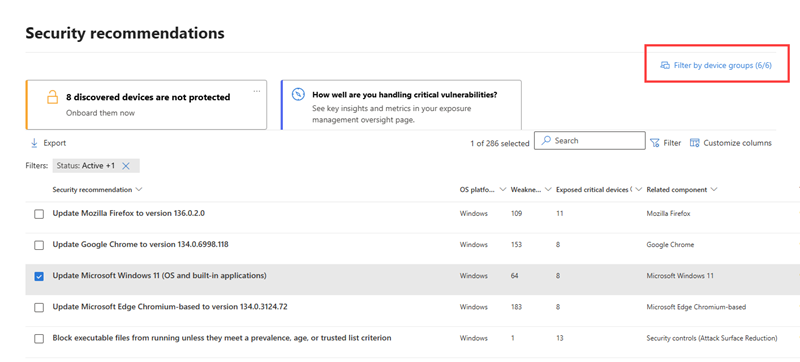 Security recommendations
Filter by device groups (6/6)
8 discovered devices are not protected
...
Onboard them now
How well are you handling critical vulnerabilities?
See key insights and metrics in your exposure
management oversight page.
Export
1 of 286 selected
Search
Filter
Customize columns
Filters:
Status: Active +1
Security recommendation
OS platfo...
Weakne...
Exposed critical devices (
Related component
Update Mozilla Firefox to version 136.0.2.0
Windows
109
11
Mozilla Firefox
Update Google Chrome to version 134.0.6998.118
Windows
153
8
Google Chrome
Update Microsoft Windows 11 (OS and built-in applications)
Windows
64
8
Microsoft Windows 11
Update Microsoft Edge Chromium-based to version 134.0.3124.72
Windows
183
8
Microsoft Edge Chromium-based
Block executable files from running unless they meet a prevalence, age, or trusted list criterion
Windows
1
13
Security controls (Attack Surface Reduction)